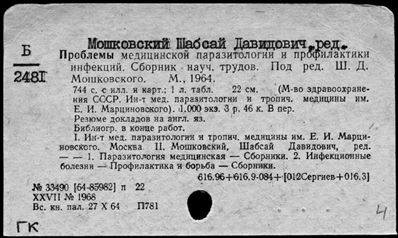 Мошковский Шабсай Давидович, ред.
Б
2481
Проблемы медицинской паразитологии и профилактики
инфекций. Сборник науч. трудов. Под ред. Ш. Д.
Мошковского. М., 1964.
744 с. с илл. и карт.; 1 л. табл. 22 см. (М-во здравоохране-
ния СССР. Ин-т мед. паразитологии и тропич. медицины им.
Е. И. Марциновского). 1.000 экз. 3 р. 46 к. В пер.
Резюме докладов на англ. яз.
Библиогр. в конце работ.
I. Ин-т мед. паразитологии и тропич. медицины им. Е. И. Марци-
новского. Москва II. Мошковский, Шабсай Давидович, ред.
— — 1. Паразитология медицинская — Сборники. 2. Инфекционные
болезни — Профилактика и борьба — Сборники.
616.96+616.9-084+[012Сергиев+016.3]
№ 33490 [64-85982] п 22
XXVII № 1968
Вс. кн. пал. 27 X 64 П781
ГК
4